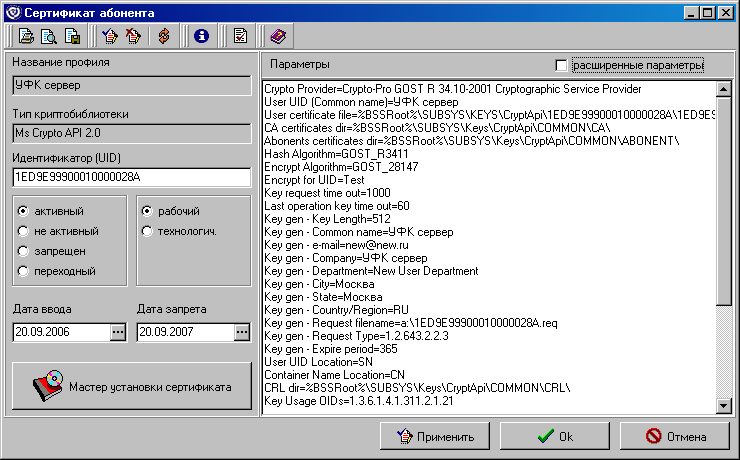 Сертификат абонента
Название профиля
УФК сервер
Тип криптобиблиотеки
Ms Crypto API 2.0
Идентификатор (UID)
1ED9E99900010000028A
активный
не активный
запрещен
переходный
рабочий
технологич.
Дата ввода
Дата запрета
20.09.2006
20.09.2007
Мастер установки сертификата
Параметры
расширенные параметры
Crypto Provider=Crypto-Pro GOST R 34.10-2001 Cryptographic Service Provider
User UID (Common name)=УФК сервер
User certificate file=%BSSRoot%\SUBSYS\KEYS\CryptApi\1ED9E99900010000028A\1ED9E9
CA certificates dir=%BSSRoot%\SUBSYS\Keys\CryptApi\COMMON\CA\
Abonents certificates dir=%BSSRoot%\SUBSYS\Keys\CryptApi\COMMON\ABONENT\
Hash Algorithm=GOST_R3411
Encrypt Algorithm=GOST_28147
Encrypt for UID=Test
Key request time out=1000
Last operation key time out=60
Key gen - Key Length=512
Key gen - Common name=УФК сервер
Key gen - e-mail=new@new.ru
Key gen - Company=УФК сервер
Key gen - Department=New User Department
Key gen - City=Москва
Key gen - State=Москва
Key gen - Country/Region=RU
Key gen - Request filename=a:\1ED9E99900010000028A.req
Key gen - Request Type=1.2.643.2.2.3
Key gen - Expire period=365
User UID Location=SN
Container Name Location=CN
CRL dir=%BSSRoot%\SUBSYS\Keys\CryptApi\COMMON\CRL\
Key Usage OIDs=1.3.6.1.4.1.311.2.1.21
Применить
Ok
Отмена